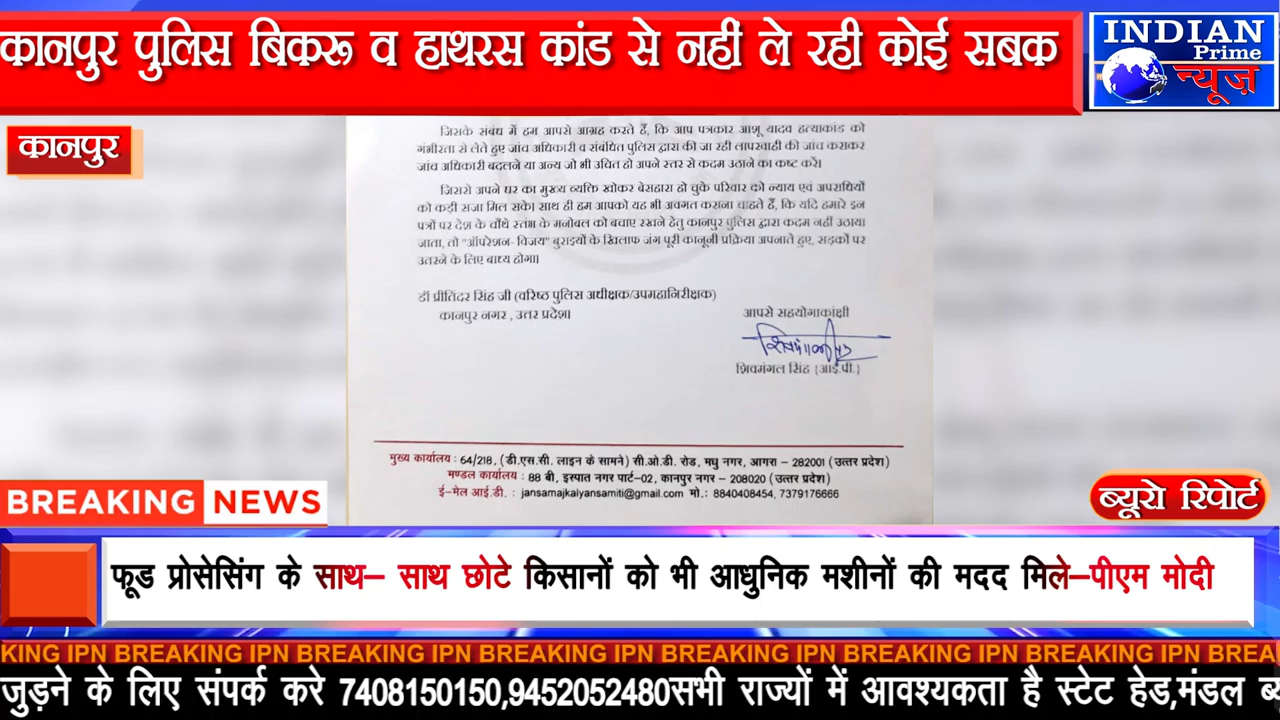 कानपुर पुलिस बिकरू व हाथरस कांड से नहीं ले रही कोई सबक
INDIAN
Prime
न्यूज़
कानपुर
जिसके संबंध में हम आपसे आग्रह करते हैं, कि आप पत्रकार आशू यादव हत्याकांड को
गंभीरता से लेते हुए जांच अधिकारी व संबंधित पुलिस द्वारा की जा रही लापरवाही की जांच कराकर
जांच अधिकारी बदलने या अन्य जो भी उचित हो अपने स्तर से कदम उठाने का कष्ट करें।
जिससे अपने घर का मुख्य व्यक्ति खोकर बेसहारा हो चुके परिवार को न्याय एवं अपराधियों
को कड़ी सजा मिल सके। साथ ही हम आपको यह भी अवगत कराना चाहते हैं, कि यदि हमारे इन
पत्रों पर देश के चौथे स्तंभ के मनोबल को बचाए रखने हेतु कानपुर पुलिस द्वारा कदम नहीं उठाया
जाता, तो "ऑपरेशन- विजय" बुराइयों के खिलाफ जंग पूरी कानूनी प्रक्रिया अपनाते हुए, सड़कों पर
उतरने के लिए बाध्य होगा।
डॉ प्रीतिंदर सिंह जी (वरिष्ठ पुलिस अधीक्षक/उपमहानिरीक्षक)
कानपुर नगर , उत्तर प्रदेश।
आपसे सहयोगाकांक्षी
शिवमंगल सिंह {आई.पी.}
मुख्य कार्यालय : 64/218, (डी.एस.सी. लाइन के सामने) सी.ओ.डी. रोड, मधु नगर, आगरा – 282001 (उत्तर प्रदेश)
मण्डल कार्यालय : 88 बी, इस्पात नगर पार्ट-02, कानपुर नगर – 208020 (उत्तर प्रदेश)
ई-मेल आई.डी. : jansamajkalyansamiti@gmail.com मो.: 8840408454, 7379176666
BREAKING NEWS
ब्यूरो रिपोर्ट
फूड प्रोसेसिंग के साथ– साथ छोटे किसानों को भी आधुनिक मशीनों की मदद मिले–पीएम मोदी
KING IPN BREAKING IPN BREAKING IPN BREAKING IPN BREAKING IPN BREAKING IPN BREAKING IPN BREA
जुड़ने के लिए संपर्क करे 7408150150,9452052480सभी राज्यों में आवश्यकता है स्टेट हेड,मंडल ब्यू